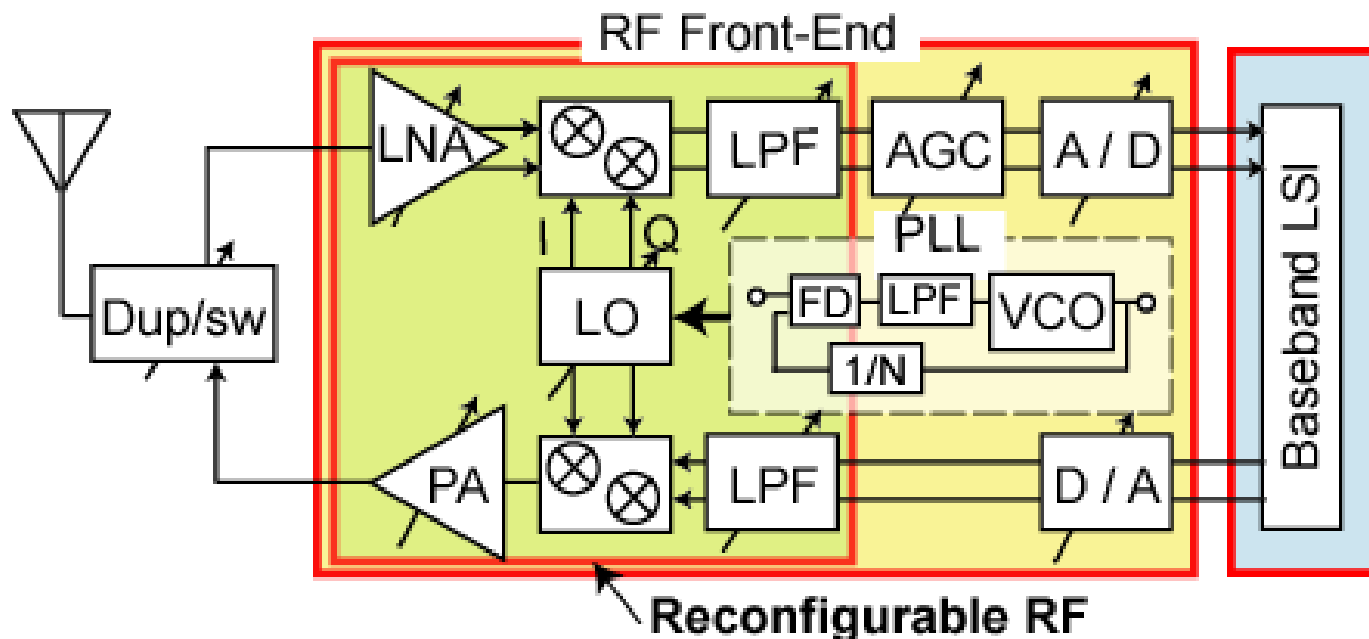 RF Front-End
LNA
LPF
AGC
A / D
I
Q
PLL
Dup/sw
LO
FD
LPF
VCO
1/N
PA
LPF
D / A
Baseband LSI
Reconfigurable RF